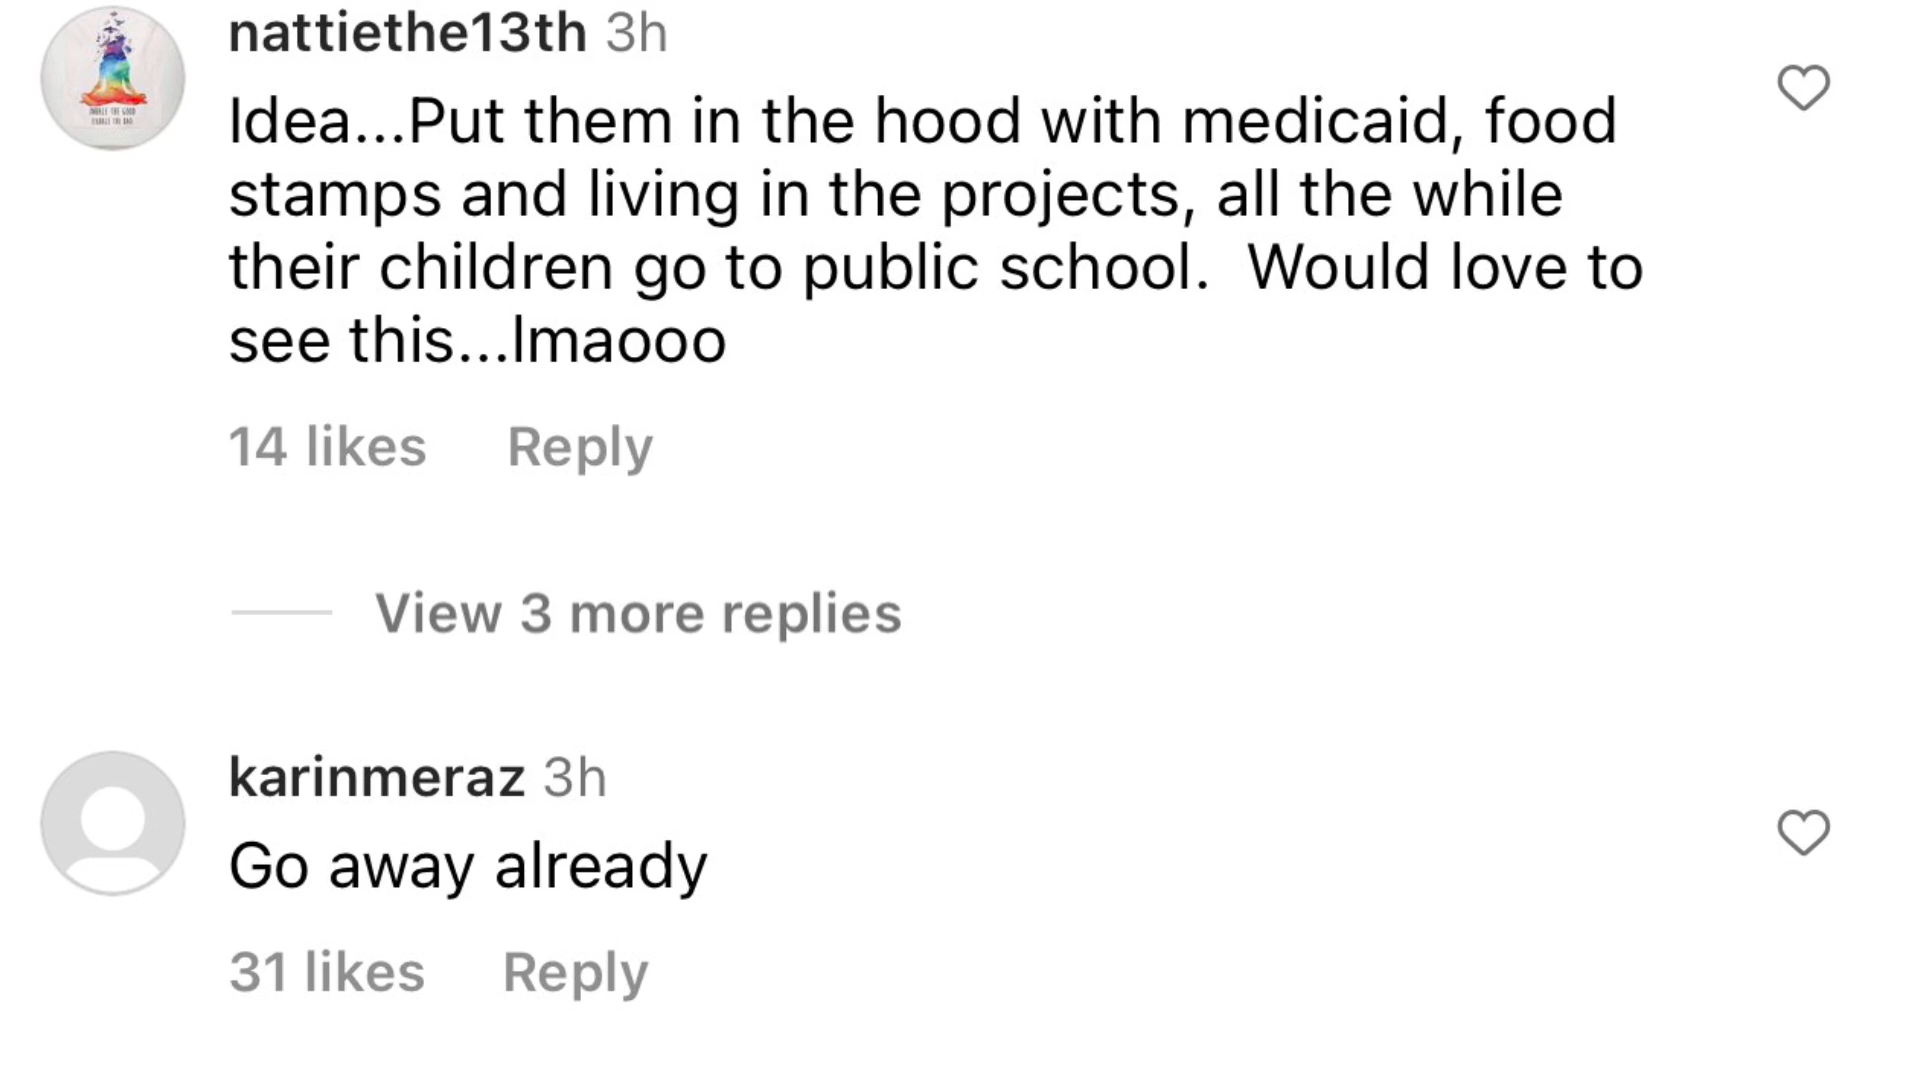 nattiethe13th 3h
Idea...Put them in the hood with medicaid, food
stamps and living in the projects, all the while
their children go to public school.  Would love to
see this...lmaooo
14 likes Reply
View 3 more replies
karinmeraz 3h
Go away already
31 likes Reply